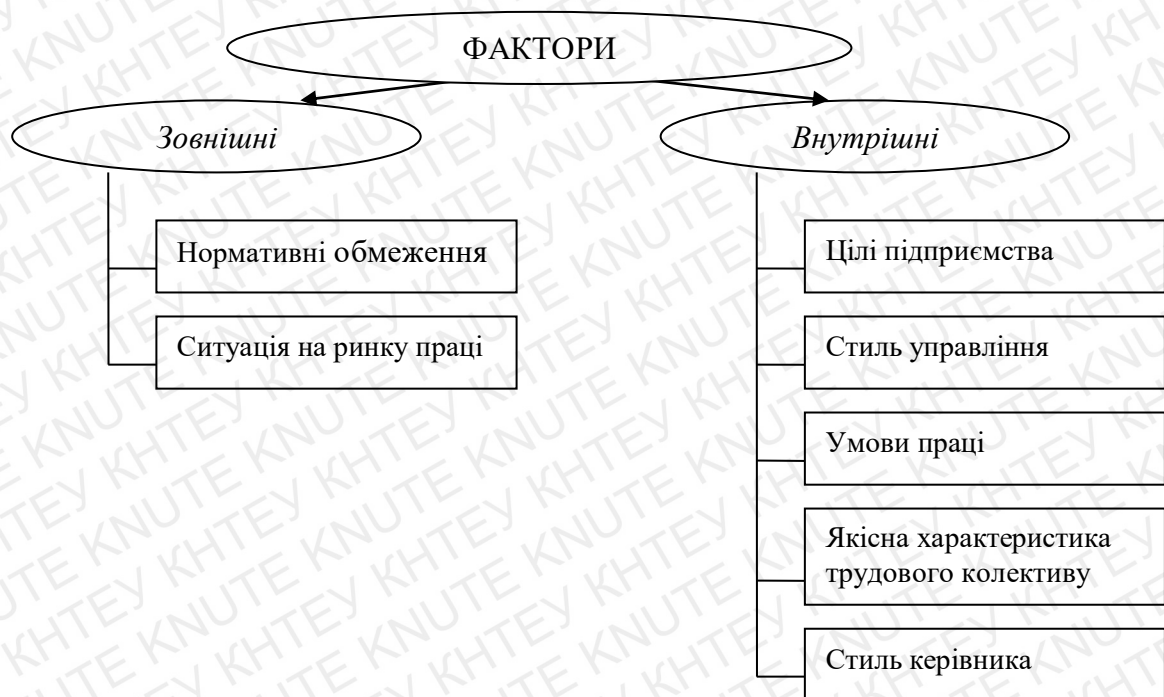 ФАКТОРИ
Зовнішні
Внутрішні
Нормативні обмеження
Ситуація на ринку праці
Цілі підприємства
Стиль управління
Умови праці
Якісна характеристика
трудового колективу
Стиль керівника